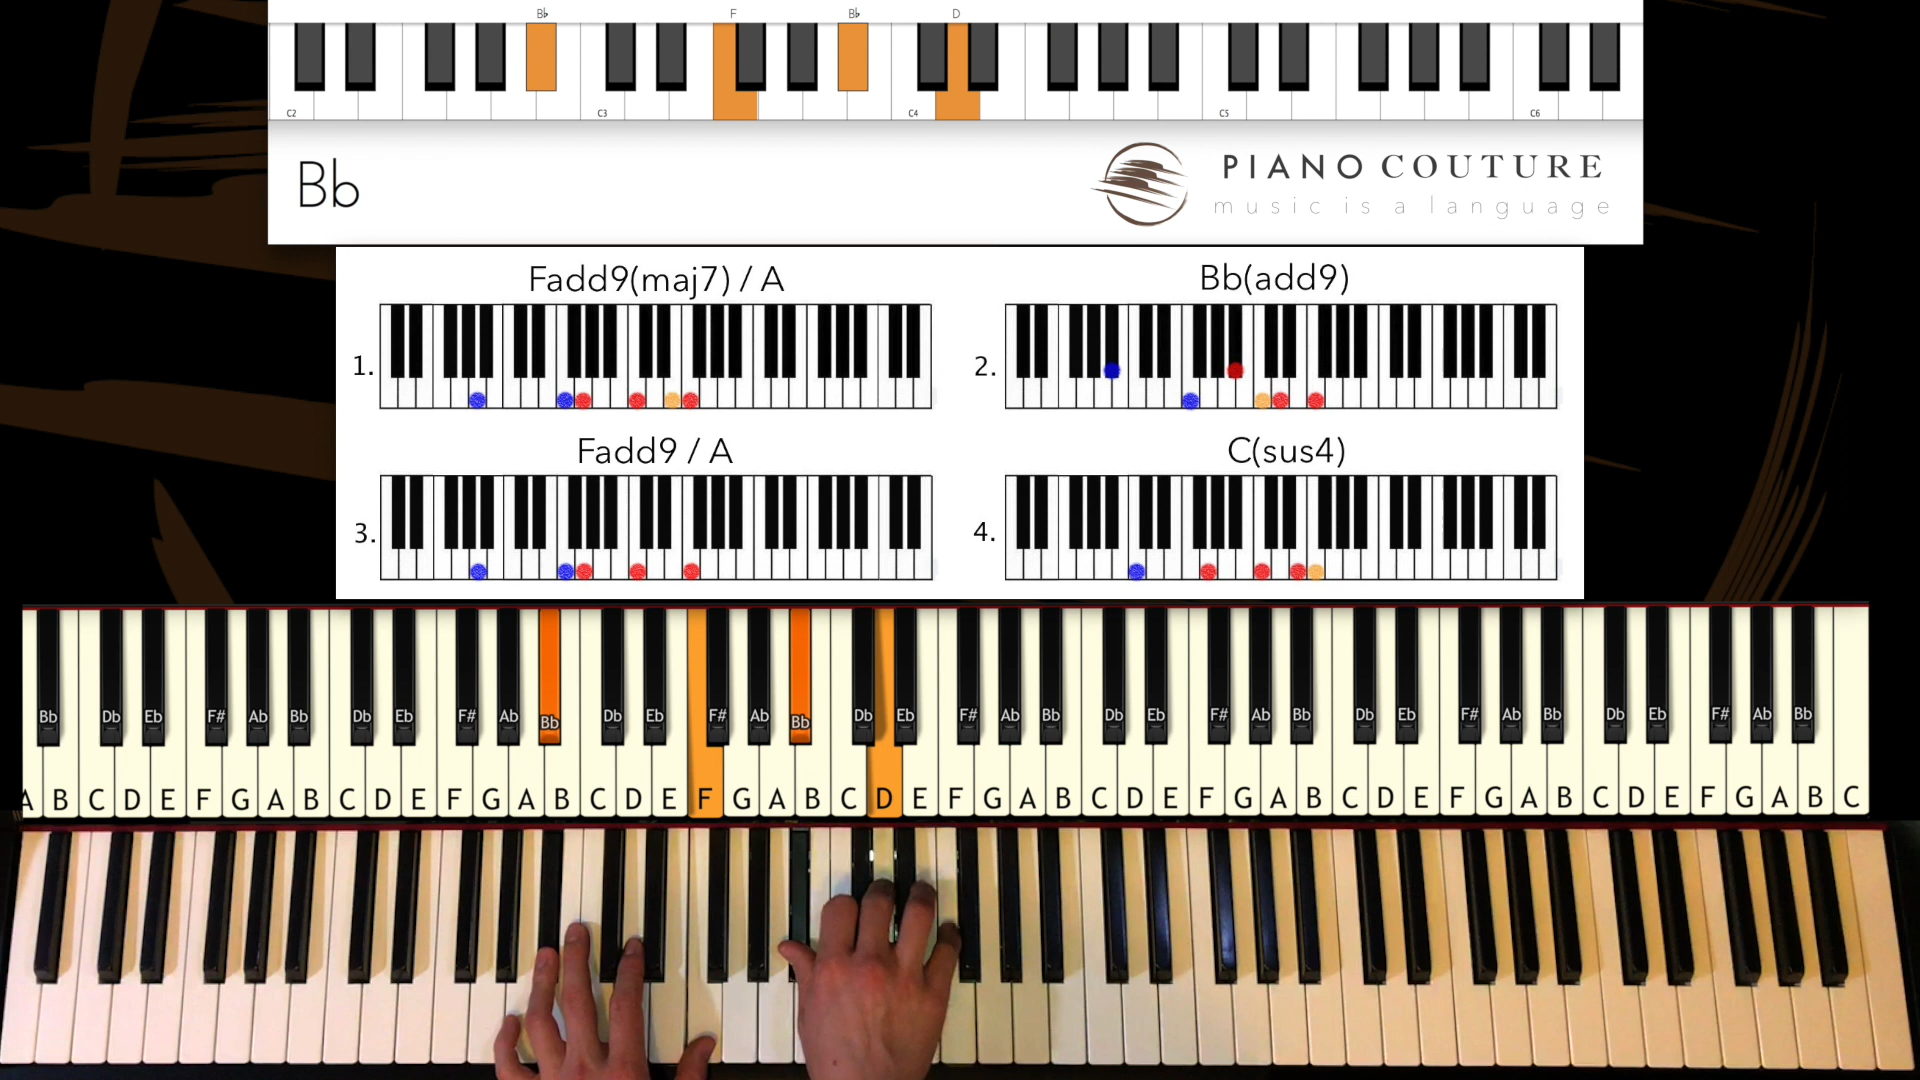 Bb F Bb D
C2 C3 C4 C5 C6
Bb
PIANO COUTURE
music is a language
Fadd9(maj7) / A
1.
Bb(add9)
2.
Fadd9 / A
3.
C(sus4)
4.
Bb Db Eb F# Ab Bb Db Eb F# Ab Bb Db Eb F# Ab Bb Db Eb F# Ab Bb Db Eb F# Ab Bb Db Eb F# Ab Bb Db Eb F# Ab Bb
A B C D E F G A B C D E F G A B C D E F G A B C D E F G A B C D E F G A B C D E F G A B C D E F G A B C